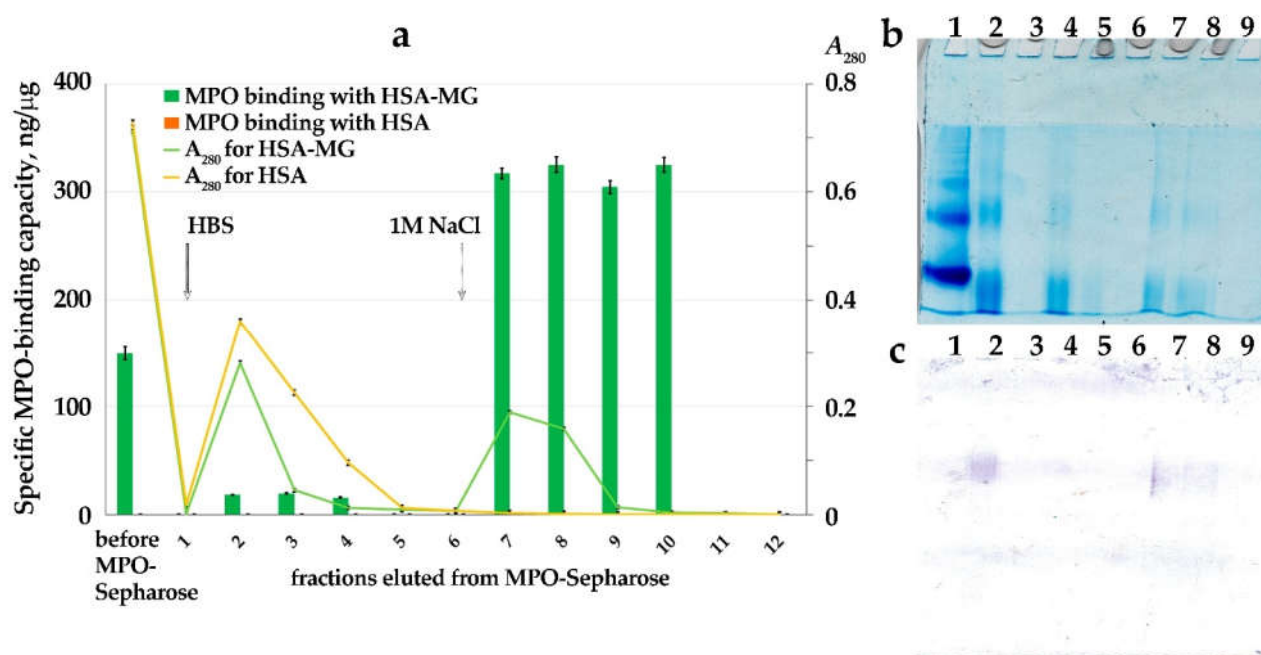 a
Specific MPO-binding capacity, ng/μg
400
300
200
100
0
MPO binding with HSA-MG
MPO binding with HSA
A280 for HSA-MG
A280 for HSA
HBS
1M NaCl
A280
0.8
0.6
0.4
0.2
0
before
MPO-
Sepharose
1 2 3 4 5 6 7 8 9 10 11 12
fractions eluted from MPO-Sepharose
b
1 2 3 4 5 6 7 8 9
c
1 2 3 4 5 6 7 8 9